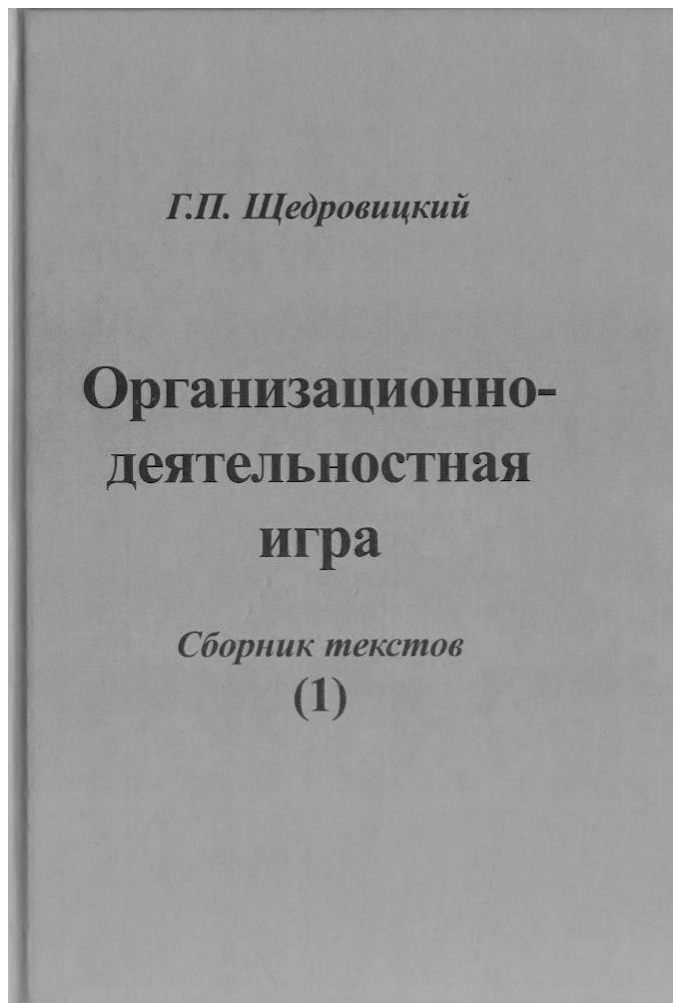 Г.П. Щедровицкий
Организационно-
деятельностная
игра
Сборник текстов
(1)